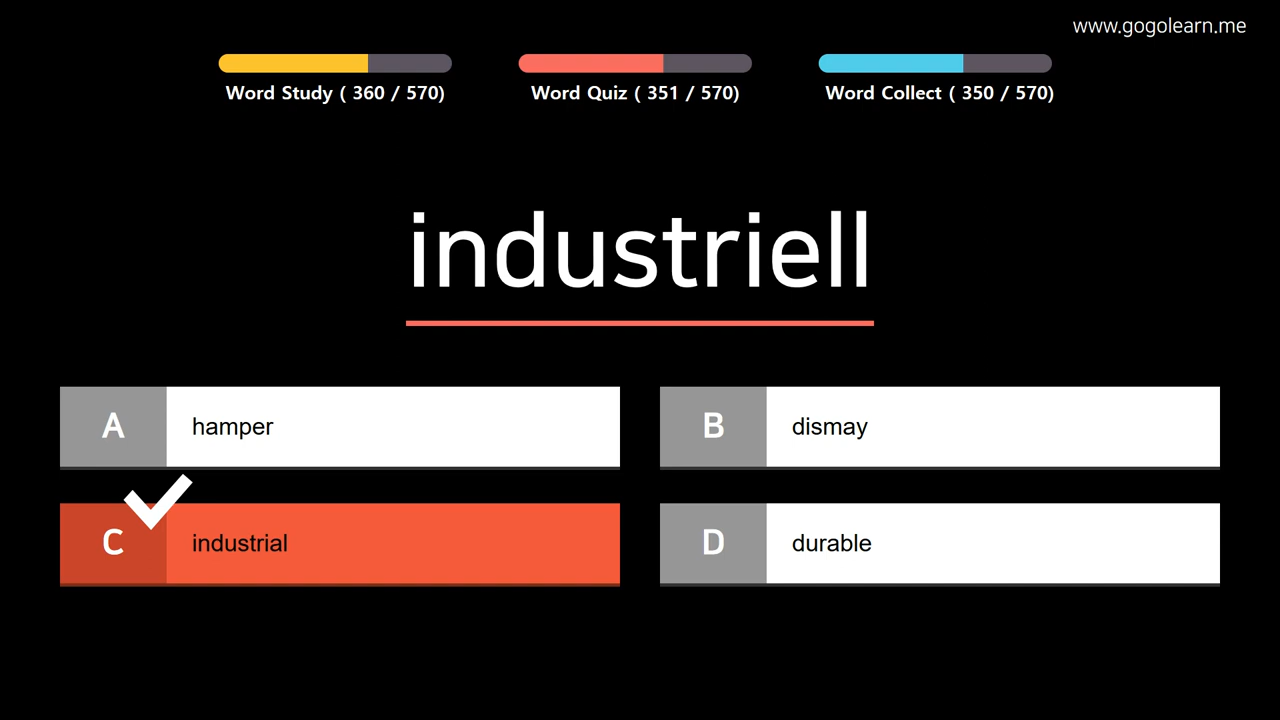 www.gogolearn.me
Word Study ( 360 / 570)
Word Quiz ( 351 / 570)
Word Collect ( 350 / 570)
industriell
A hamper
B dismay
C industrial
D durable